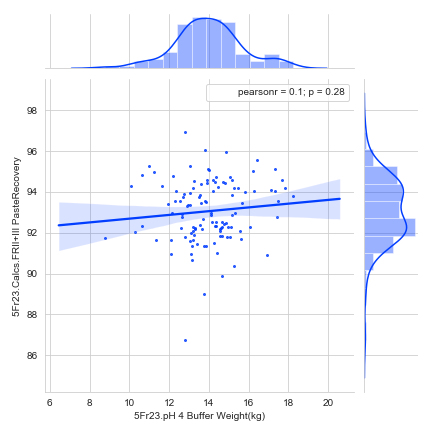 pearsonr = 0.1; p = 0.28
98
96
94
92
90
88
86
5Fr23.Calcs.FRII+III PasteRecovery
6 8 10 12 14 16 18 20
5Fr23.pH 4 Buffer Weight(kg)